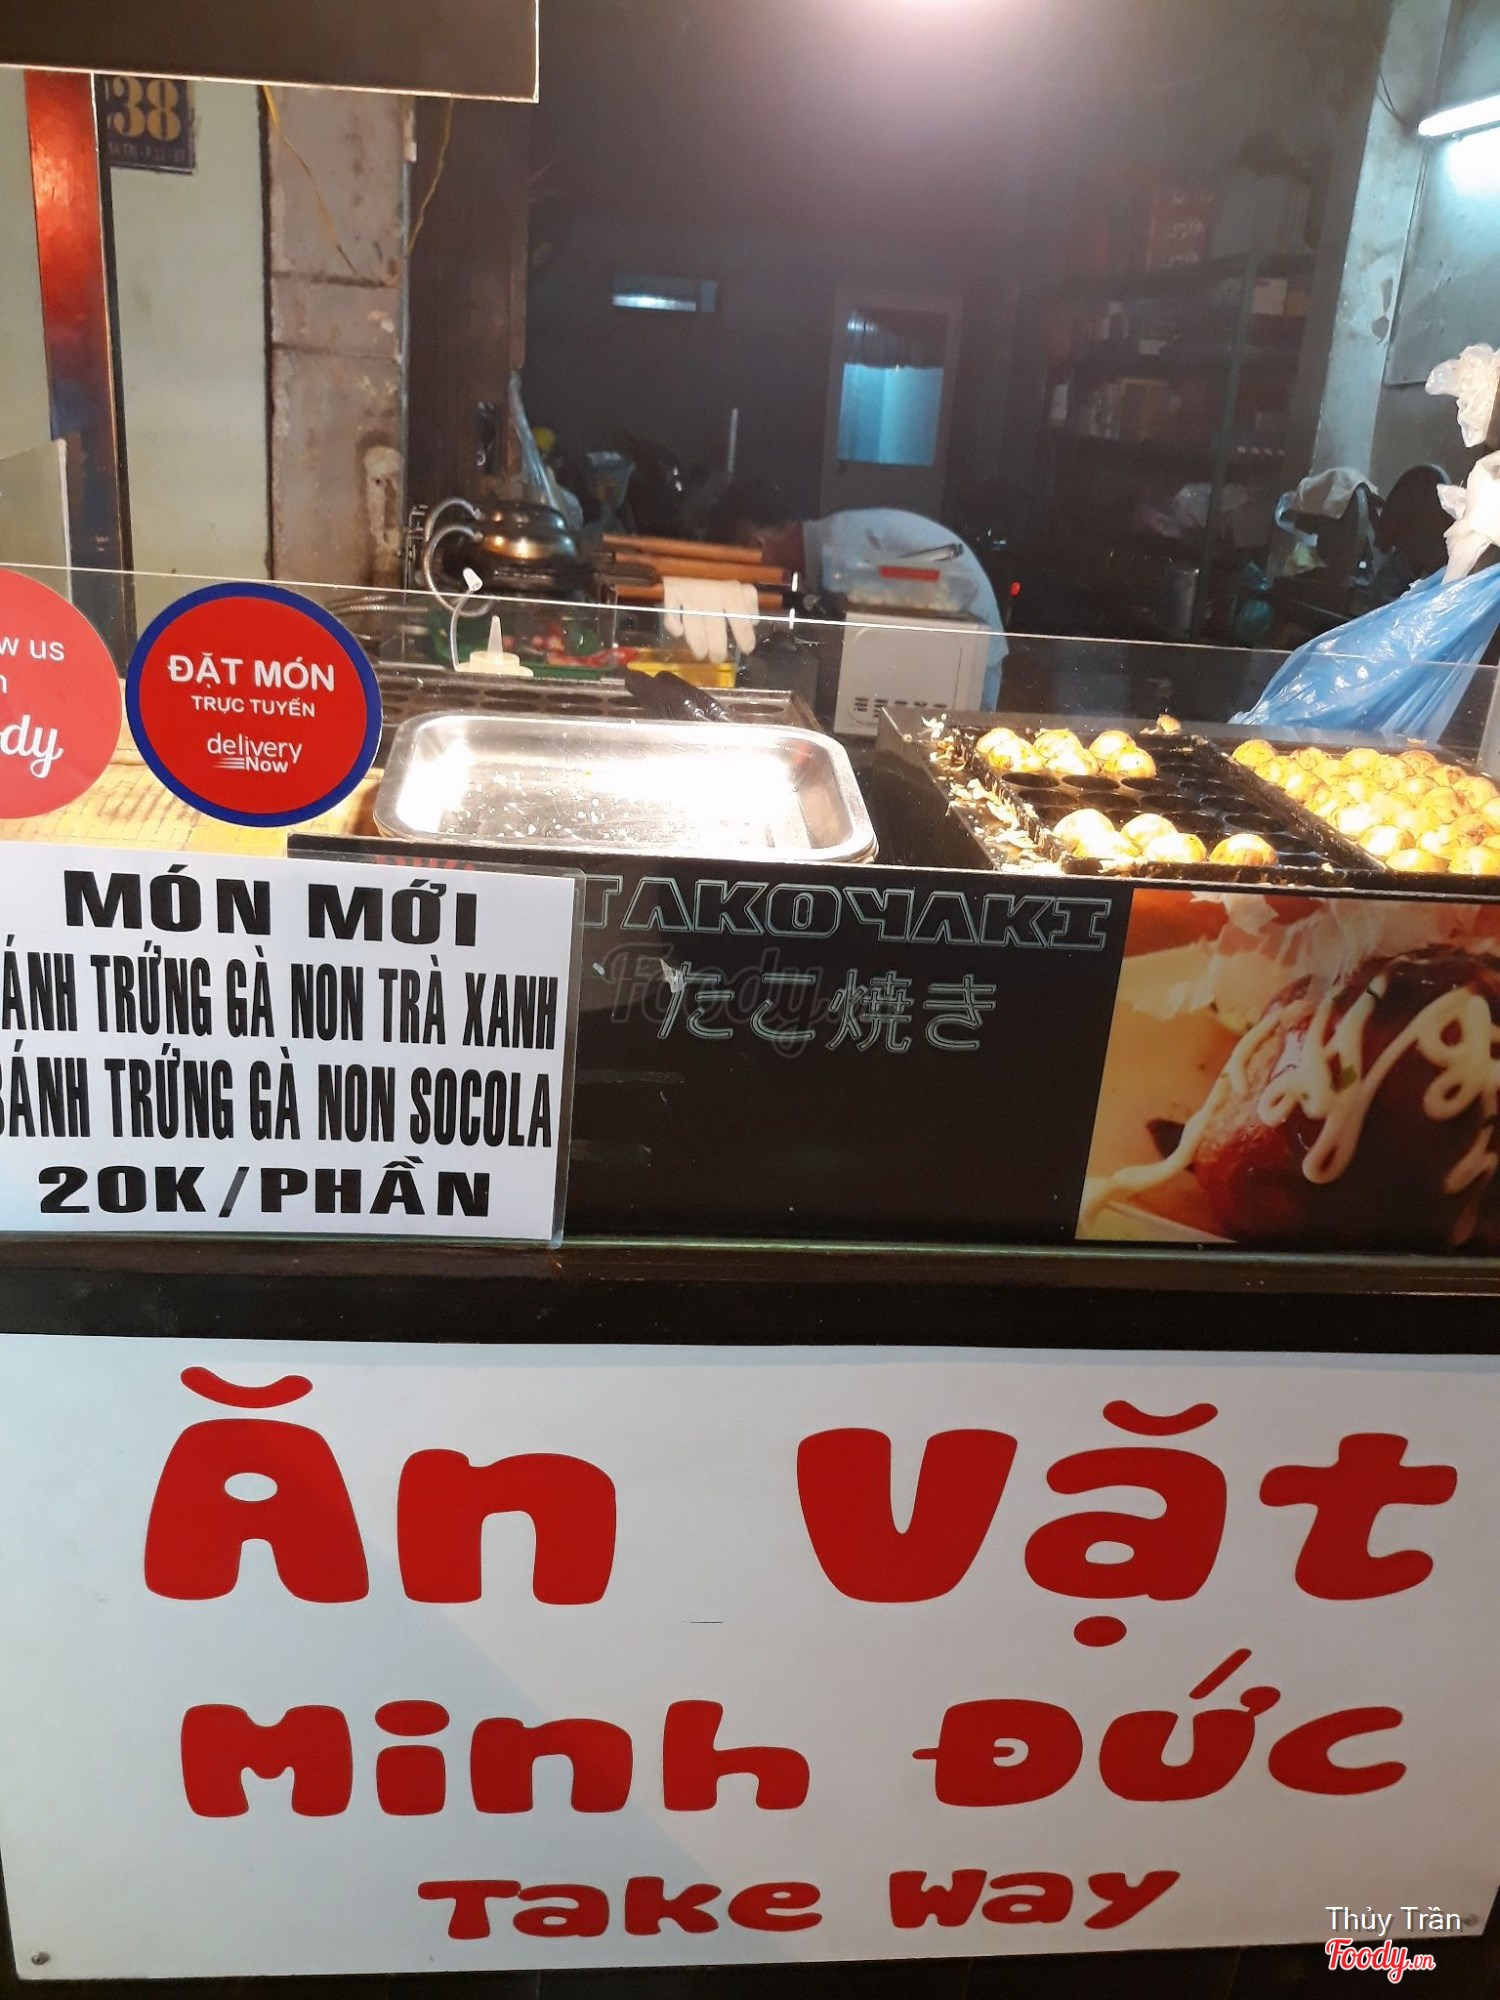 38
w us
dy
ĐẶT MÓN
TRỰC TUYẾN
delivery
Now
MÓN MỚI
ÁNH TRỨNG GÀ NON TRÀ XANH
BÁNH TRỨNG GÀ NON SOCOLA
20K/PHẦN
TAKOYAKI
たこ焼き
Foody
Ăn Vặt
Minh Đức
Take Way
Thủy Trần
Foody.vn